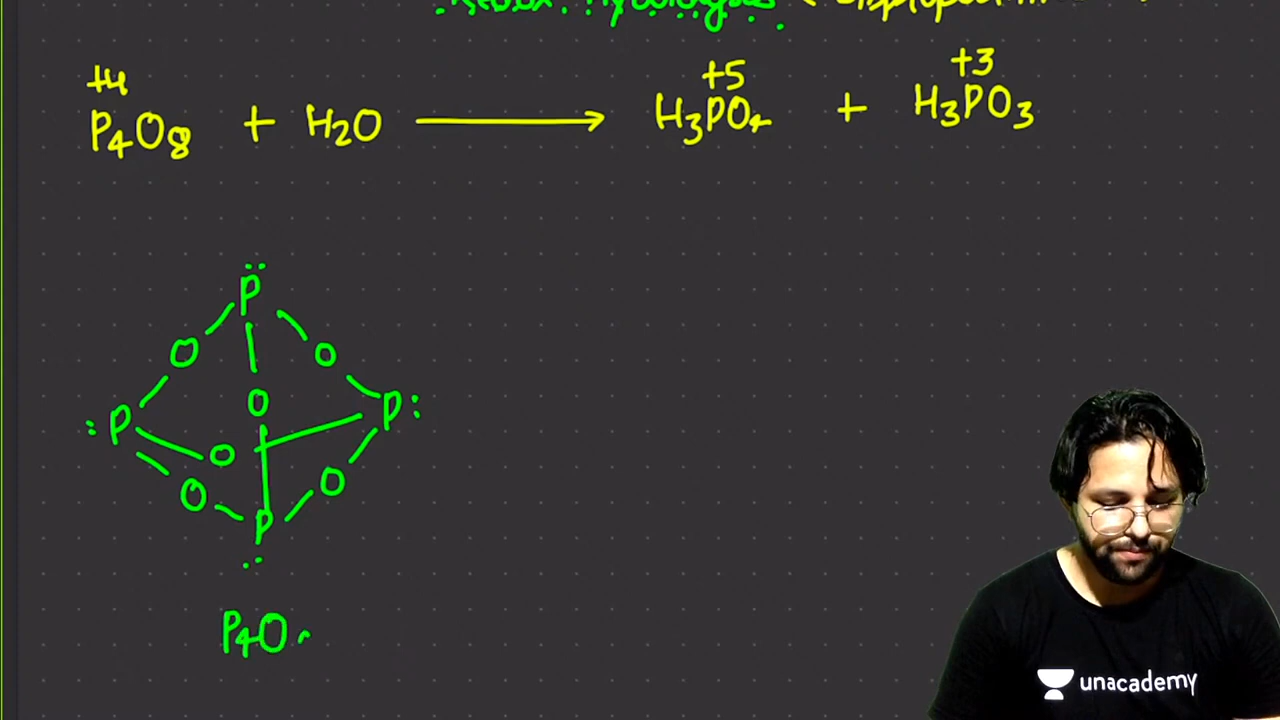 +4 +5 +3
P4O8 + H2O ⟶ H3PO4 + H3PO3
P
O O
P O P
O
O O
P
P4O
unacademy